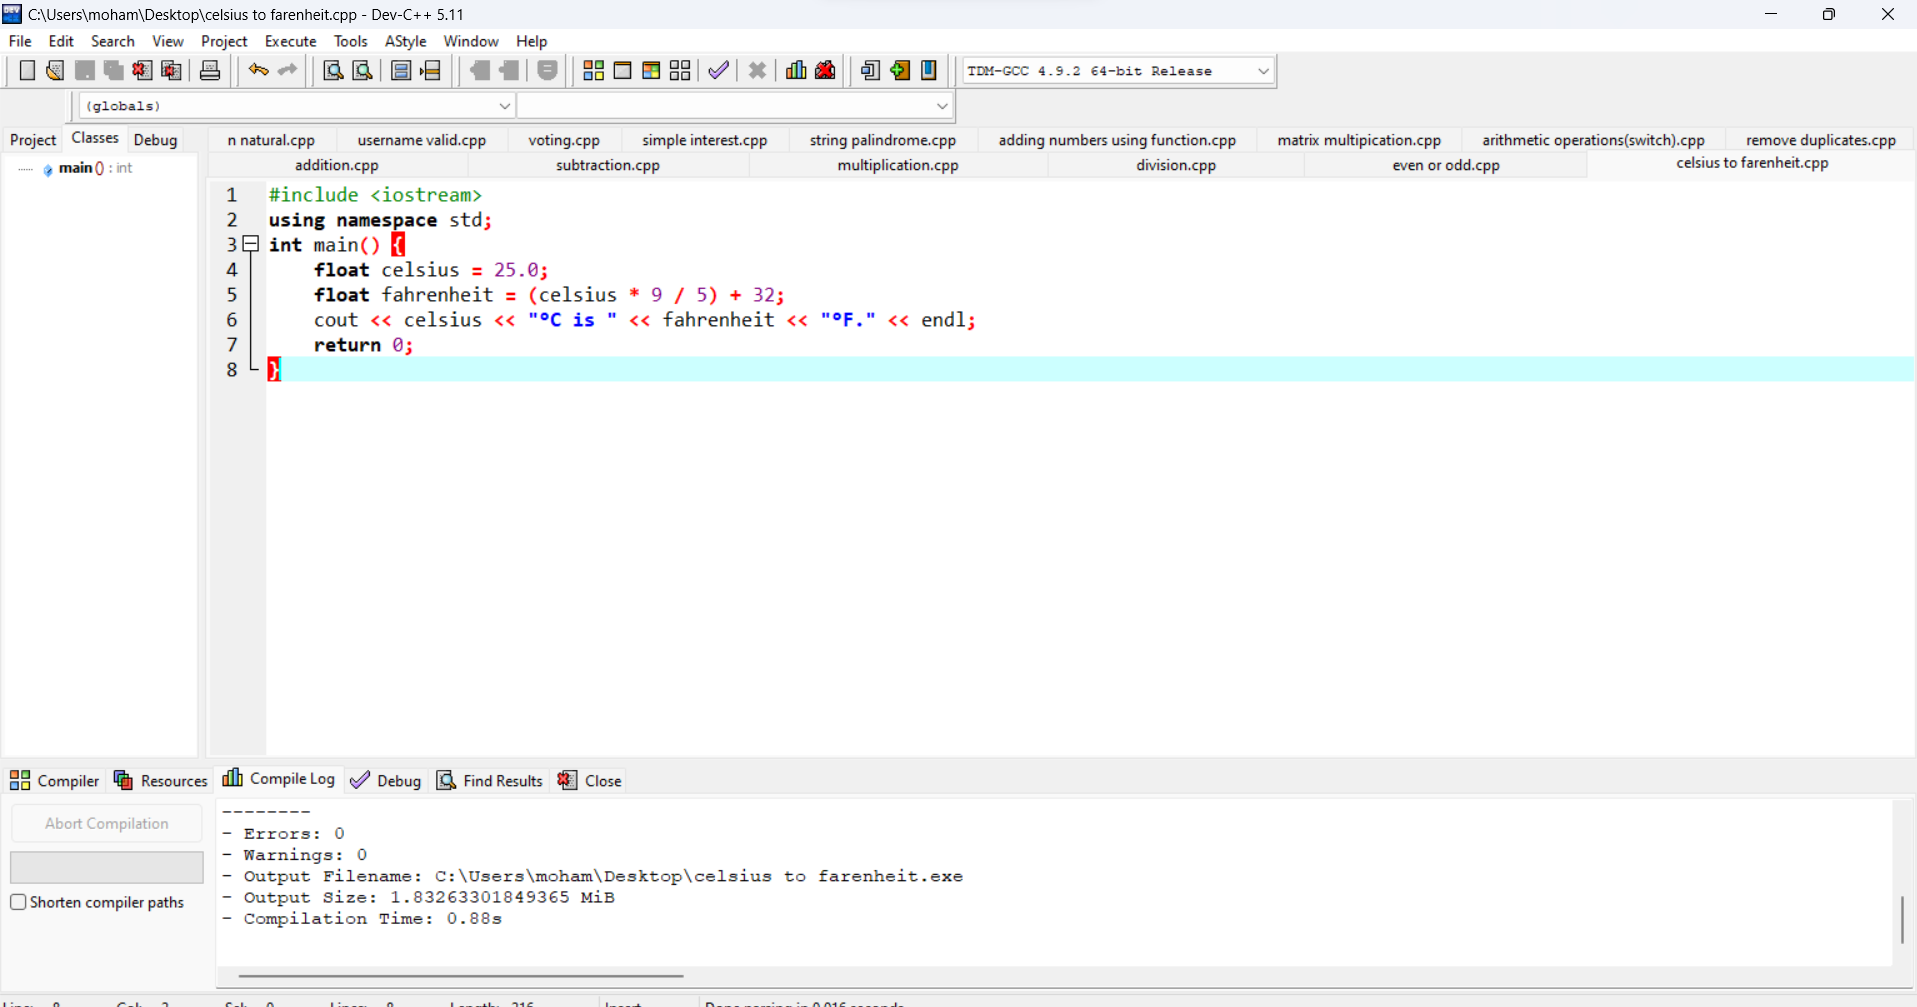 C:\Users\moham\Desktop\celsius to farenheit.cpp - Dev-C++ 5.11
File Edit Search View Project Execute Tools AStyle Window Help
TDM-GCC 4.9.2 64-bit Release
(globals)
Project Classes Debug
n natural.cpp username valid.cpp voting.cpp simple interest.cpp string palindrome.cpp adding numbers using function.cpp matrix multipication.cpp arithmetic operations(switch).cpp remove duplicates.cpp
addition.cpp subtraction.cpp multiplication.cpp division.cpp even or odd.cpp celsius to farenheit.cpp
main() : int
1 #include <iostream>
2 using namespace std;
3 int main() {
4 float celsius = 25.0;
5 float fahrenheit = (celsius * 9 / 5) + 32;
6 cout << celsius << "°C is " << fahrenheit << "°F." << endl;
7 return 0;
8 }
Compiler Resources Compile Log Debug Find Results Close
Abort Compilation
Shorten compiler paths
--------
- Errors: 0
- Warnings: 0
- Output Filename: C:\Users\moham\Desktop\celsius to farenheit.exe
- Output Size: 1.83263301849365 MiB
- Compilation Time: 0.88s